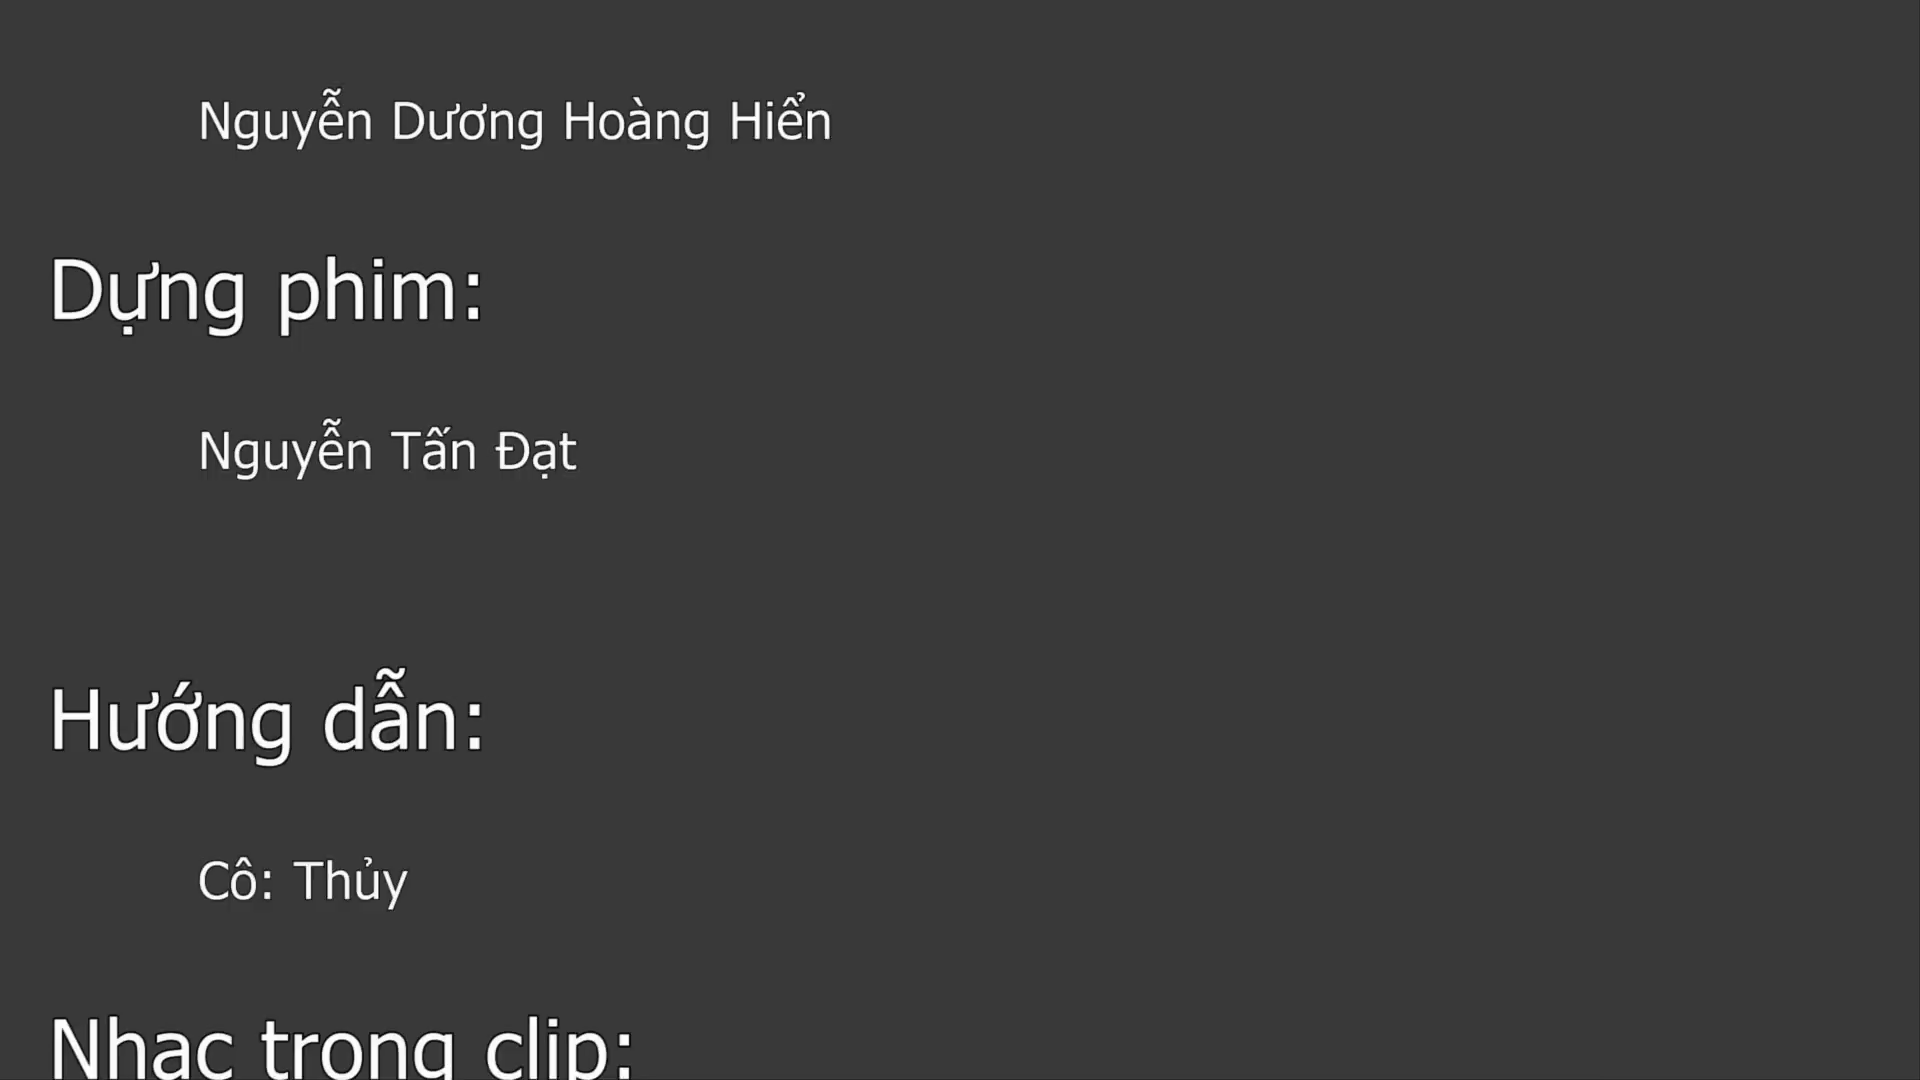 Nguyễn Dương Hoàng Hiển
Dựng phim:
Nguyễn Tấn Đạt
Hướng dẫn:
Cô: Thủy
Nhạc trong clip: